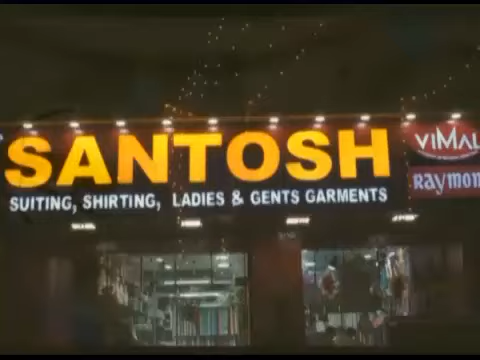 SANTOSH
SUITING, SHIRTING, LADIES & GENTS GARMENTS
VIMAL
RAYMON